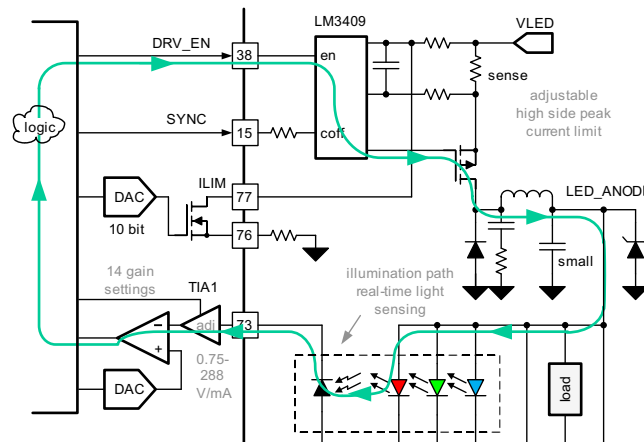 LM3409
VLED
DRV_EN
38
en
sense
adjustable
high side peak
current limit
logic
SYNC
15
coff
ILIM
77
LED_ANODE
DAC
10 bit
76
small
14 gain
settings
TIA1
illumination path
real-time light
sensing
adj
73
–
+
0.75-
288
V/mA
DAC
load